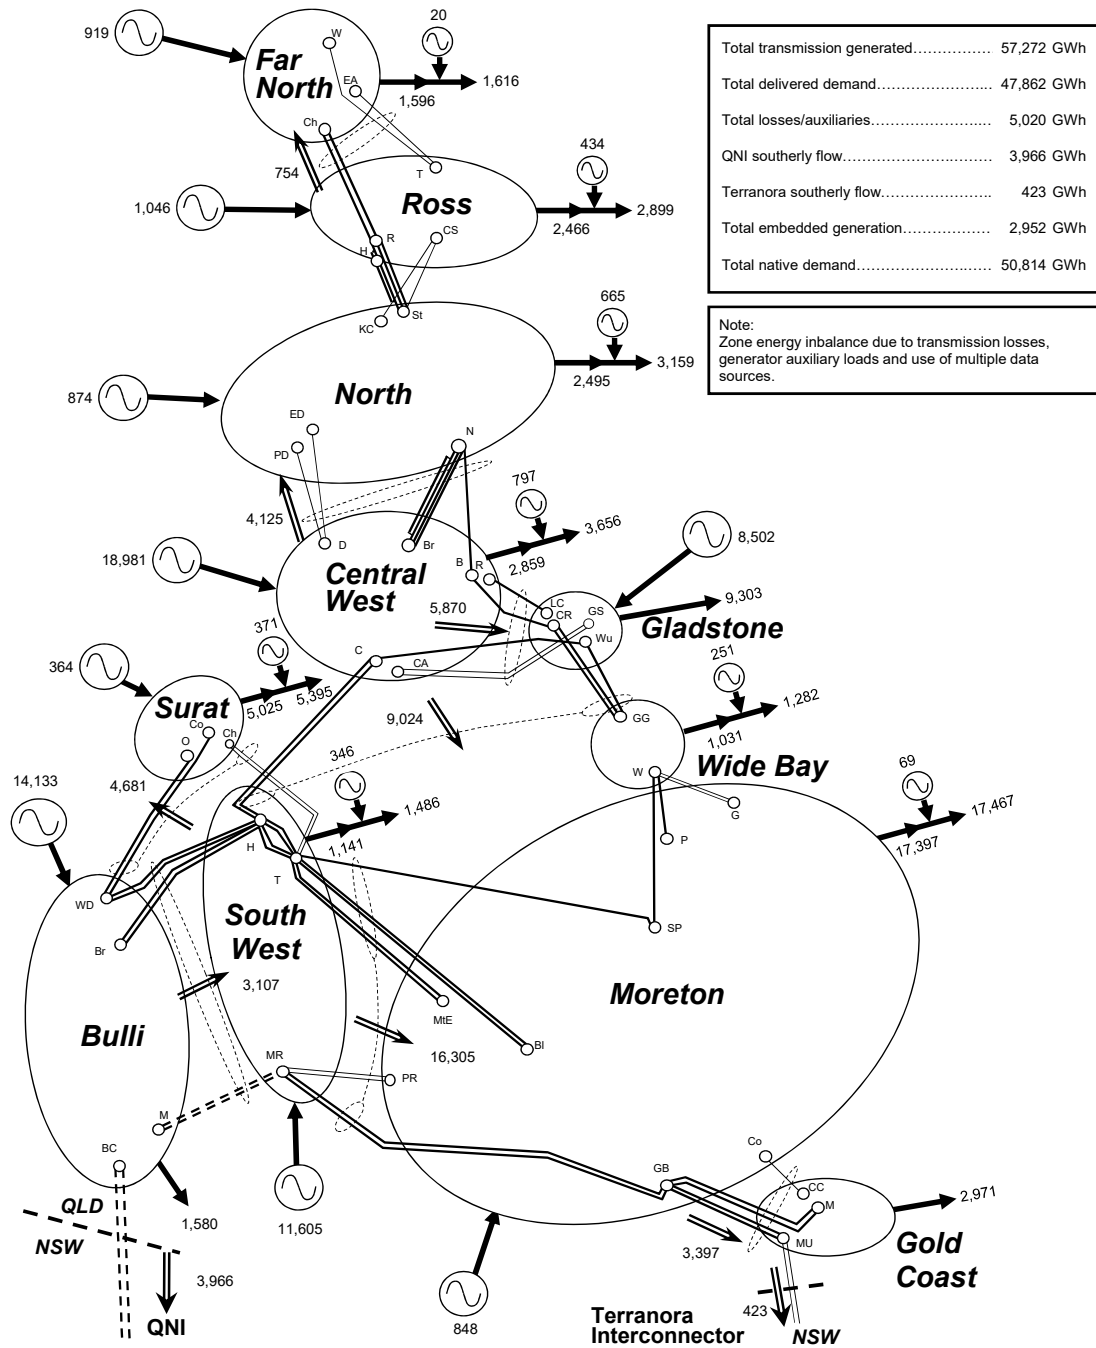 919
W
20
Far
North
EA
1,596
1,616
Ch
754
434
T
1,046
Ross
CS
R
H
2,466
2,899
St
KC
665
2,495
3,159
North
874
ED
N
PD
4,125
797
3,656
2,859
18,981
D
Br
B
R
Central
West
5,870
8,502
9,303
LC
CR
GS
Wu
Gladstone
C
CA
371
364
5,025
5,395
Surat
Co
Ch
O
9,024
251
1,282
1,031
GG
Wide Bay
W
G
P
346
1,486
1,141
14,133
4,681
69
17,467
17,397
H
T
WD
Br
South
West
SP
3,107
Moreton
MtE
Bulli
16,305
BI
MR
PR
M
BC
Co
GB
CC
M
MU
2,971
QLD
NSW
1,580
11,605
3,966
QNI
848
3,397
Gold
Coast
423
Terranora
Interconnector
NSW
Total transmission generated................ 57,272 GWh
Total delivered demand........................ 47,862 GWh
Total losses/auxiliaries........................ 5,020 GWh
QNI southerly flow............................. 3,966 GWh
Terranora southerly flow...................... 423 GWh
Total embedded generation.................. 2,952 GWh
Total native demand........................... 50,814 GWh
Note:
Zone energy inbalance due to transmission losses,
generator auxiliary loads and use of multiple data
sources.